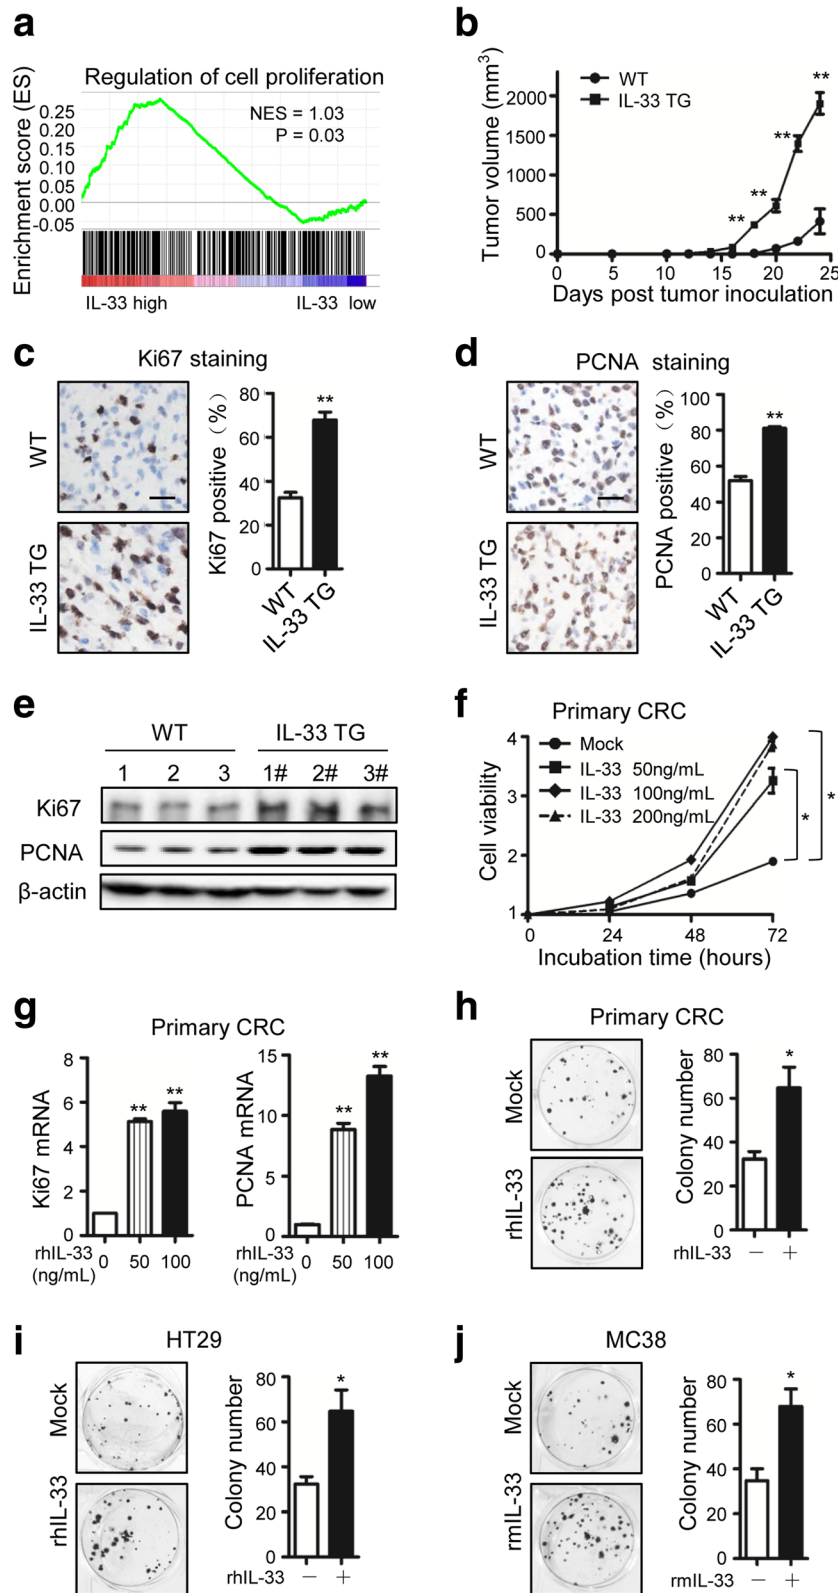 a
Regulation of cell proliferation
Enrichment score (ES)
NES = 1.03
P = 0.03
0.25
0.20
0.15
0.10
0.05
0.00
-0.05
IL-33 high
IL-33 low
b
Tumor volume (mm3)
WT
IL-33 TG
2000
1500
1000
500
0
** ** ** **
0 5 10 15 20 25
Days post tumor inoculation
c
Ki67 staining
WT
IL-33 TG
Ki67 positive (%)
80
60
40
20
0
**
WT
IL-33 TG
d
PCNA staining
WT
IL-33 TG
PCNA positive (%)
100
80
60
40
20
0
**
WT
IL-33 TG
e
WT IL-33 TG
1 2 3 1# 2# 3#
Ki67
PCNA
β-actin
f
Primary CRC
Cell viability
4
3
2
1
Mock
IL-33 50ng/mL
IL-33 100ng/mL
IL-33 200ng/mL
* *
0 24 48 72
Incubation time (hours)
g
Primary CRC
Ki67 mRNA
8
6
4
2
0
** **
rhIL-33
(ng/mL)
0 50 100
PCNA mRNA
15
10
5
0
** **
rhIL-33
(ng/mL)
0 50 100
h
Primary CRC
Mock
rhIL-33
Colony number
80
60
40
20
0
*
rhIL-33 − +
i
HT29
Mock
rhIL-33
Colony number
80
60
40
20
0
*
rhIL-33 − +
j
MC38
Mock
rmIL-33
Colony number
80
60
40
20
0
*
rmIL-33 − +